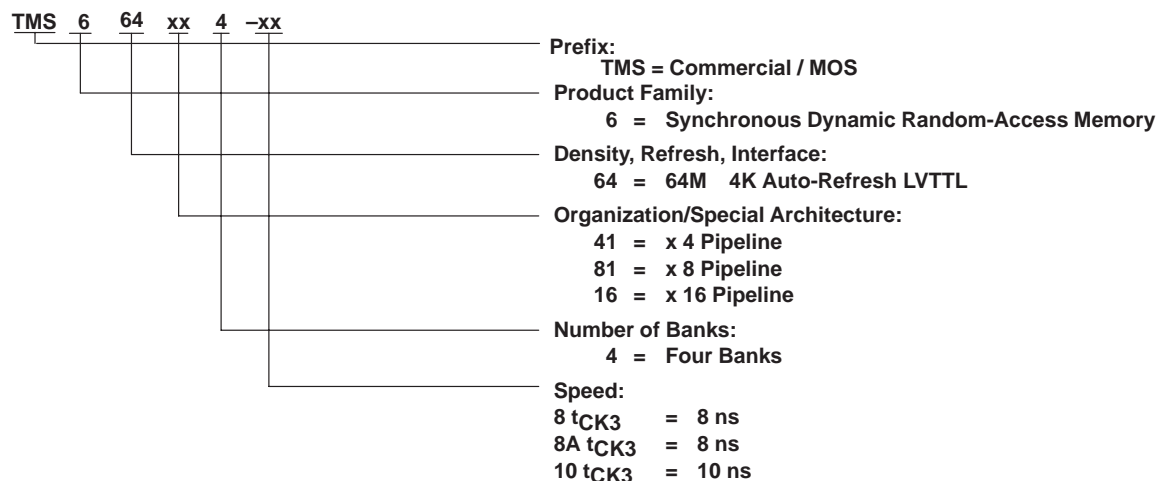 TMS 6 64 xx 4 –xx
Prefix:
TMS = Commercial / MOS
Product Family:
6 = Synchronous Dynamic Random-Access Memory
Density, Refresh, Interface:
64 = 64M 4K Auto-Refresh LVTTL
Organization/Special Architecture:
41 = x 4 Pipeline
81 = x 8 Pipeline
16 = x 16 Pipeline
Number of Banks:
4 = Four Banks
Speed:
8 tCK3 = 8 ns
8A tCK3 = 8 ns
10 tCK3 = 10 ns